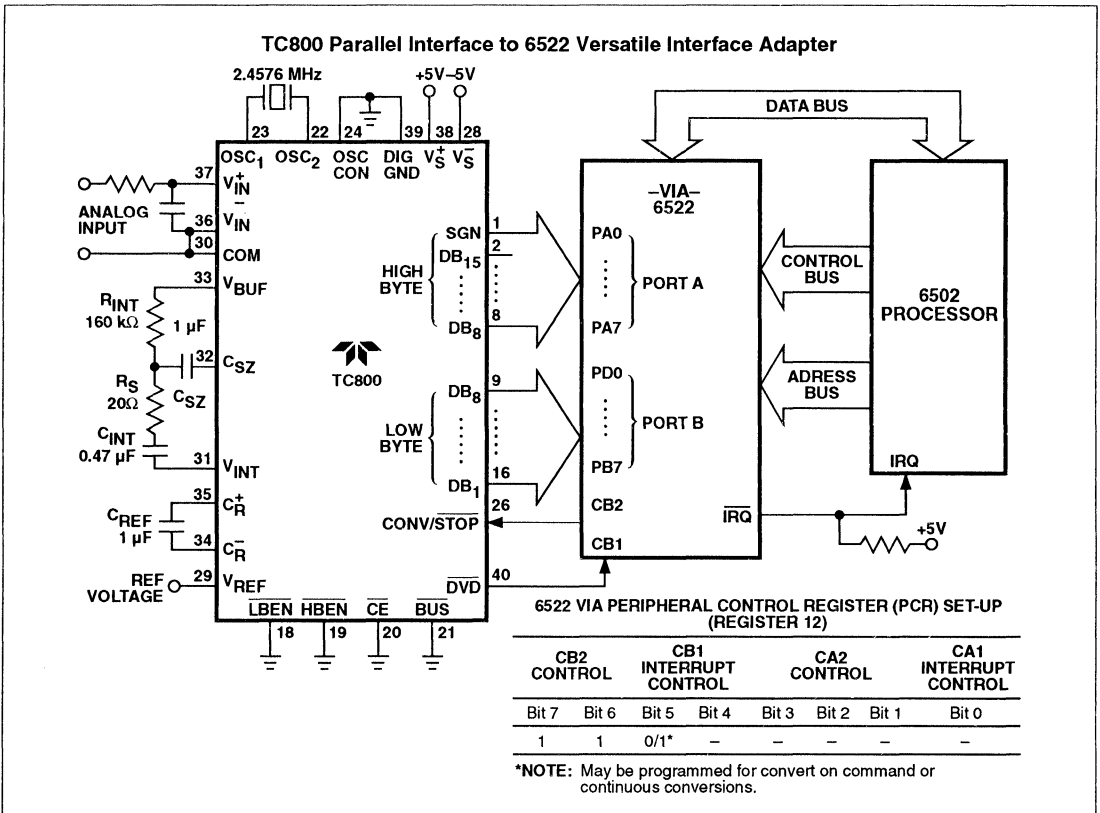 TC800 Parallel Interface to 6522 Versatile Interface Adapter
2.4576 MHz
+5V –5V
23 22 24 39 38 28
OSC1 OSC2 OSC CON DIG GND VS+ VS–
DATA BUS
37 VIN+
ANALOG INPUT
36 VIN–
30 COM
33 VBUF
RINT
160 kΩ
1 µF
32 CSZ
CSZ
RS
20Ω
CINT
0.47 µF
31 VINT
35 CR+
CREF
1 µF
34 CR–
REF VOLTAGE
29 VREF
TC800
HIGH BYTE
SGN 1
DB15 2
DB8 8
LOW BYTE
DB8 9
DB1 16
CONV/STOP 26
DVD 40
LBEN HBEN CE BUS
18 19 20 21
–VIA–
6522
PA0
PORT A
PA7
PD0
PORT B
PB7
CB2
CB1
IRQ
CONTROL BUS
ADRESS BUS
6502
PROCESSOR
IRQ
+5V
6522 VIA PERIPHERAL CONTROL REGISTER (PCR) SET-UP
(REGISTER 12)
CB2 CONTROL
CB1 INTERRUPT CONTROL
CA2 CONTROL
CA1 INTERRUPT CONTROL
Bit 7 Bit 6 Bit 5 Bit 4 Bit 3 Bit 2 Bit 1 Bit 0
1 1 0/1* – – – – –
*NOTE: May be programmed for convert on command or
continuous conversions.